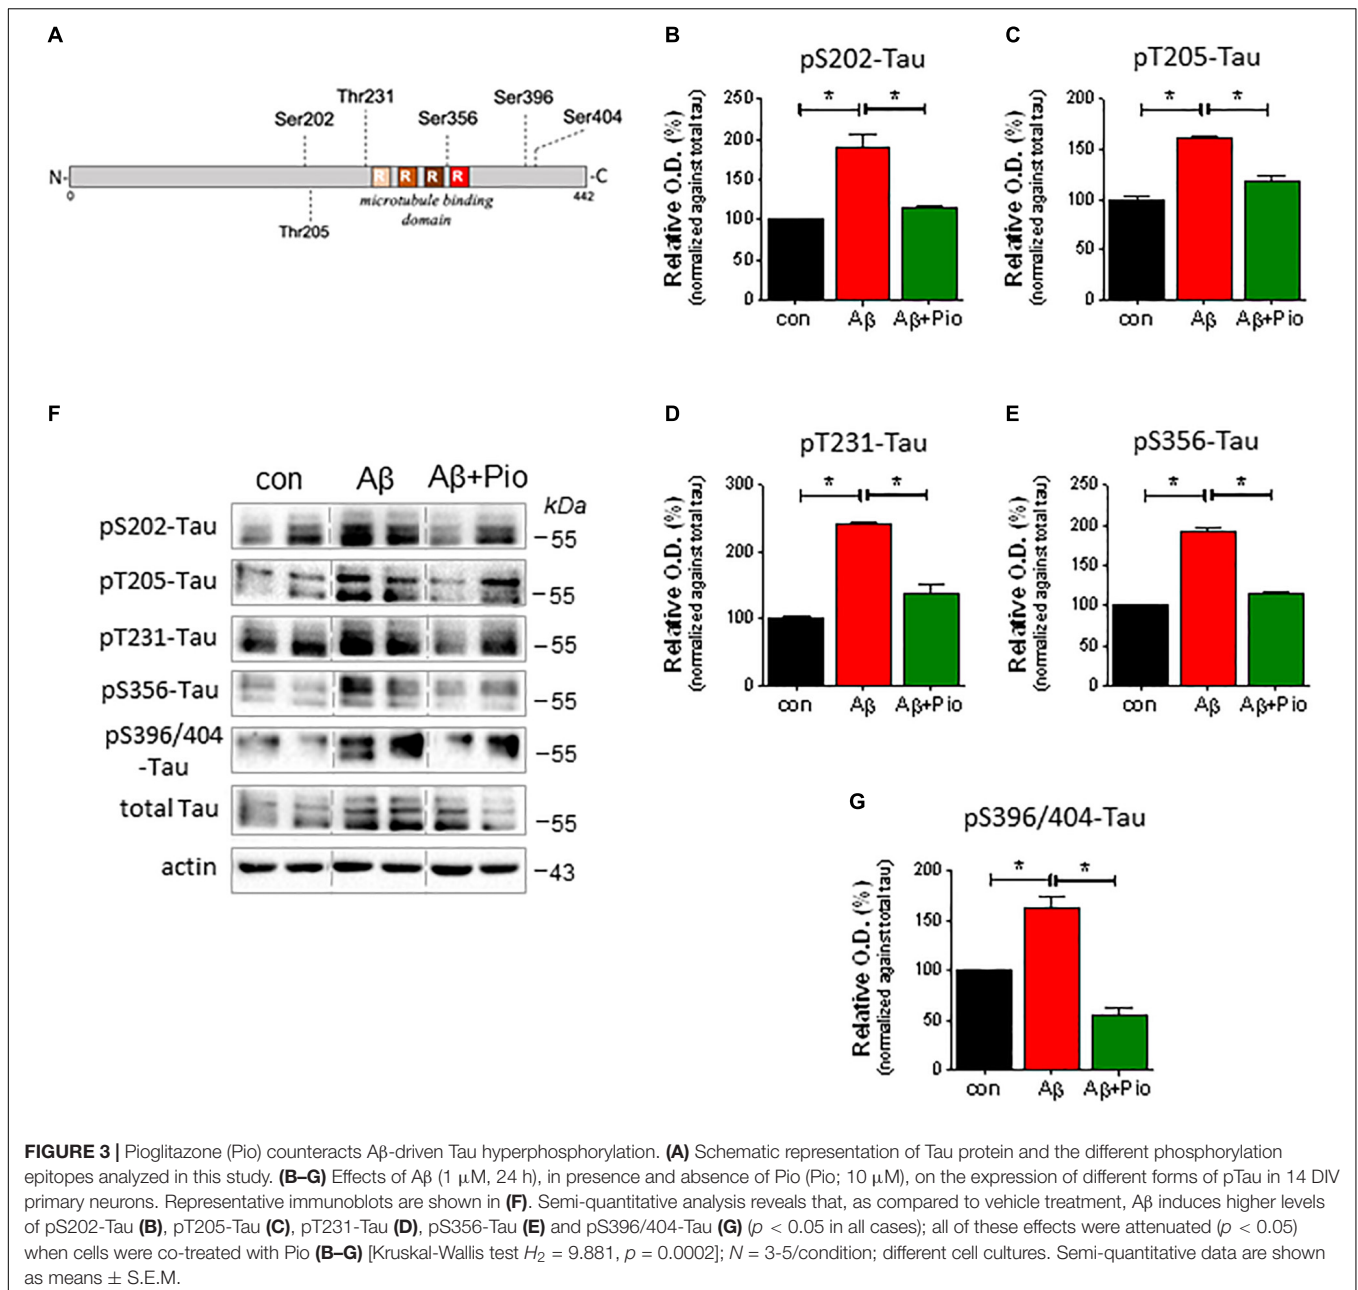 A
Thr231
Ser202
Ser356
Ser396
Ser404
N-
R R R R
-C
0
442
microtubule binding
domain
Thr205
B
pS202-Tau
Relative O.D. (%)
(normalized against total tau)
250
200
150
100
50
0
* *
con Aβ Aβ+Pio
C
pT205-Tau
Relative O.D. (%)
(normalized against total tau)
200
150
100
50
0
* *
con Aβ Aβ+Pio
F
con Aβ Aβ+Pio
kDa
pS202-Tau
–55
pT205-Tau
–55
pT231-Tau
–55
pS356-Tau
–55
pS396/404
-Tau
–55
total Tau
–55
actin
–43
D
pT231-Tau
Relative O.D. (%)
(normalized against total tau)
300
200
100
0
* *
con Aβ Aβ+Pio
E
pS356-Tau
Relative O.D. (%)
(normalized against total tau)
250
200
150
100
50
0
* *
con Aβ Aβ+Pio
G
pS396/404-Tau
Relative O.D. (%)
(normalized against total tau)
200
150
100
50
0
* *
con Aβ Aβ+Pio
FIGURE 3 | Pioglitazone (Pio) counteracts Aβ-driven Tau hyperphosphorylation. (A) Schematic representation of Tau protein and the different phosphorylation
epitopes analyzed in this study. (B–G) Effects of Aβ (1 μM, 24 h), in presence and absence of Pio (Pio; 10 μM), on the expression of different forms of pTau in 14 DIV
primary neurons. Representative immunoblots are shown in (F). Semi-quantitative analysis reveals that, as compared to vehicle treatment, Aβ induces higher levels
of pS202-Tau (B), pT205-Tau (C), pT231-Tau (D), pS356-Tau (E) and pS396/404-Tau (G) (p < 0.05 in all cases); all of these effects were attenuated (p < 0.05)
when cells were co-treated with Pio (B–G) [Kruskal-Wallis test H2 = 9.881, p = 0.0002]; N = 3-5/condition; different cell cultures. Semi-quantitative data are shown
as means ± S.E.M.